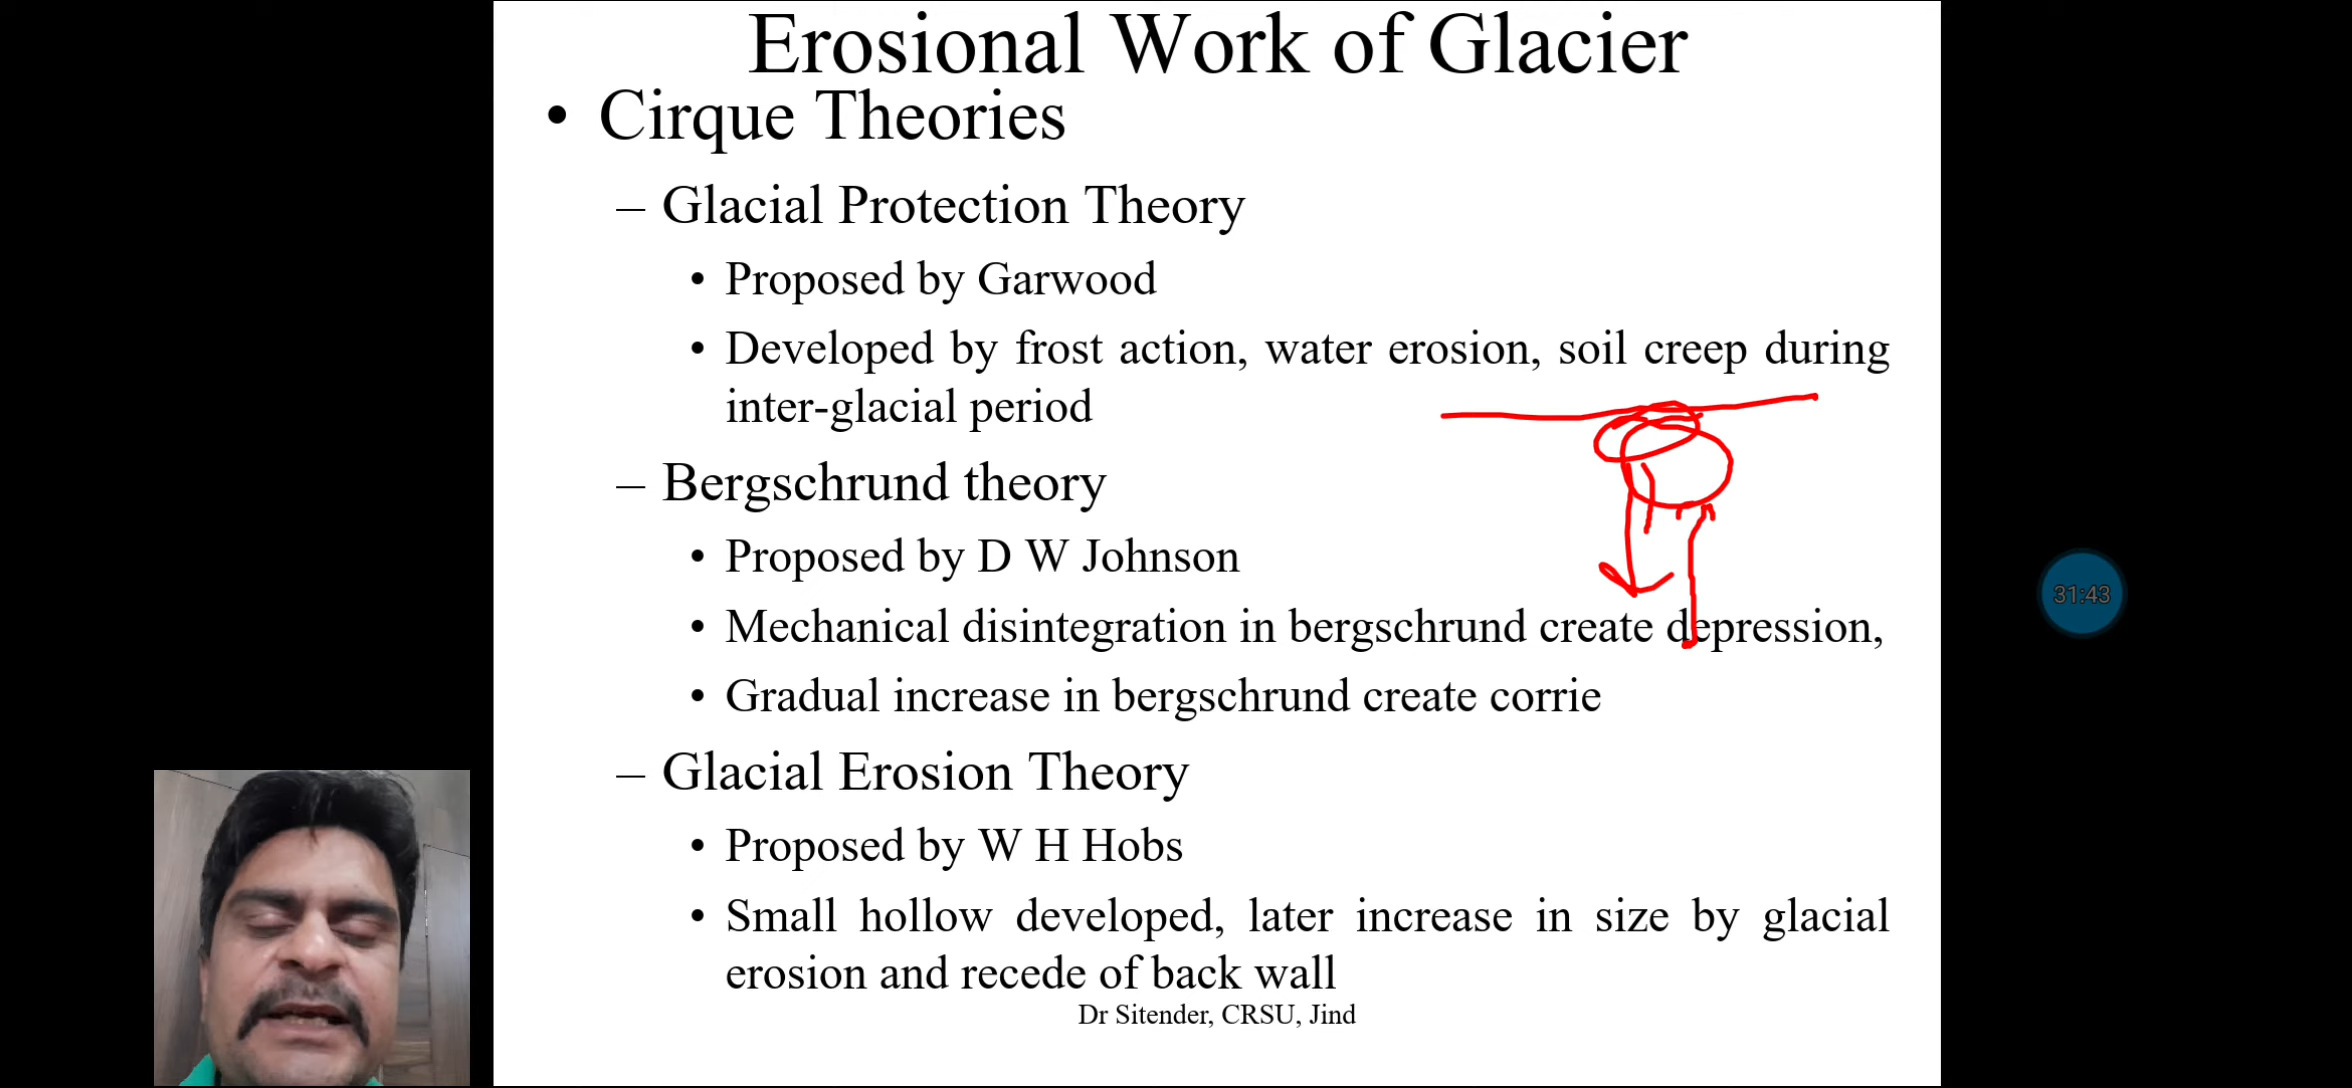 Erosional Work of Glacier
• Cirque Theories
– Glacial Protection Theory
• Proposed by Garwood
• Developed by frost action, water erosion, soil creep during
inter-glacial period
– Bergschrund theory
• Proposed by D W Johnson
• Mechanical disintegration in bergschrund create depression,
• Gradual increase in bergschrund create corrie
– Glacial Erosion Theory
• Proposed by W H Hobs
• Small hollow developed, later increase in size by glacial
erosion and recede of back wall
Dr Sitender, CRSU, Jind
31:43